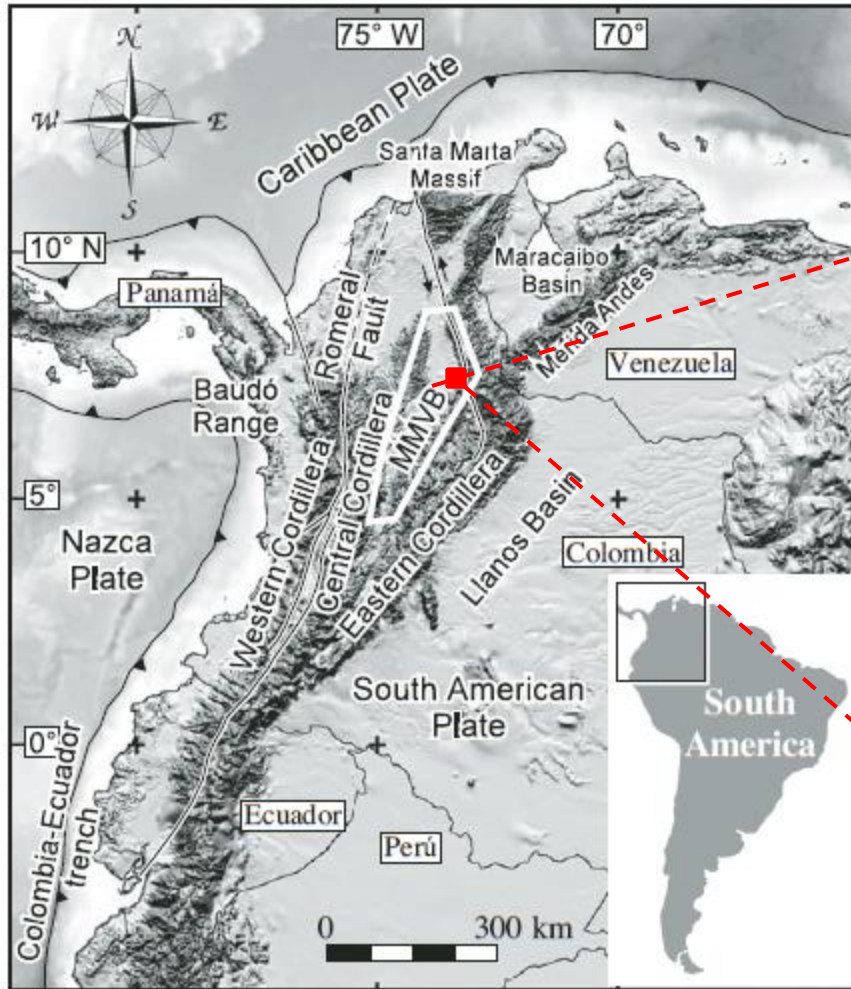 75° W
70°
N
W
E
S
Caribbean Plate
Santa Marta
Massif
10° N
Maracaibo
Basin
Panamá
Romeral
Fault
Mérida Andes
Venezuela
Baudó
Range
MMVB
5°
Western Cordillera
Central Cordillera
Eastern Cordillera
Llanos Basin
Nazca
Plate
Colombia
South American
Plate
South
America
0°
Colombia-Ecuador
trench
Ecuador
Perú
0
300 km